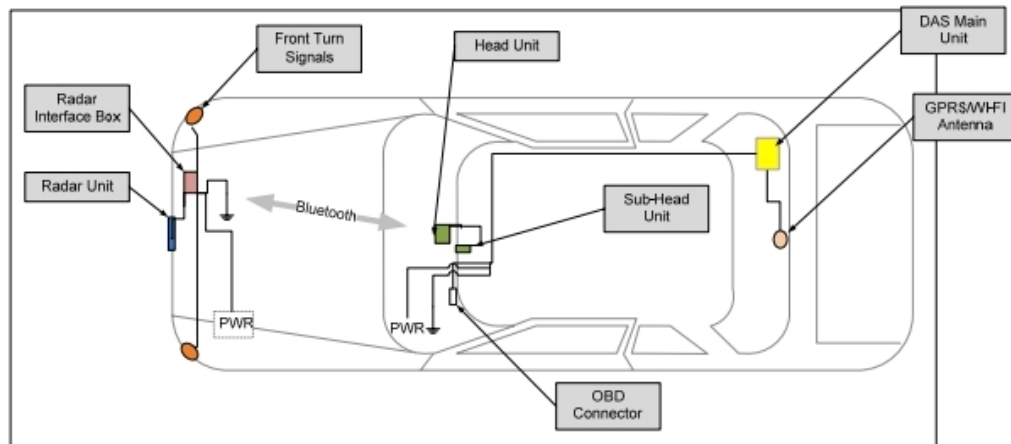 DAS Main
Unit
Front Turn
Signals
Head Unit
Radar
Interface Box
GPRS/WI-FI
Antenna
Radar Unit
Sub-Head
Unit
Bluetooth
PWR
PWR
OBD
Connector